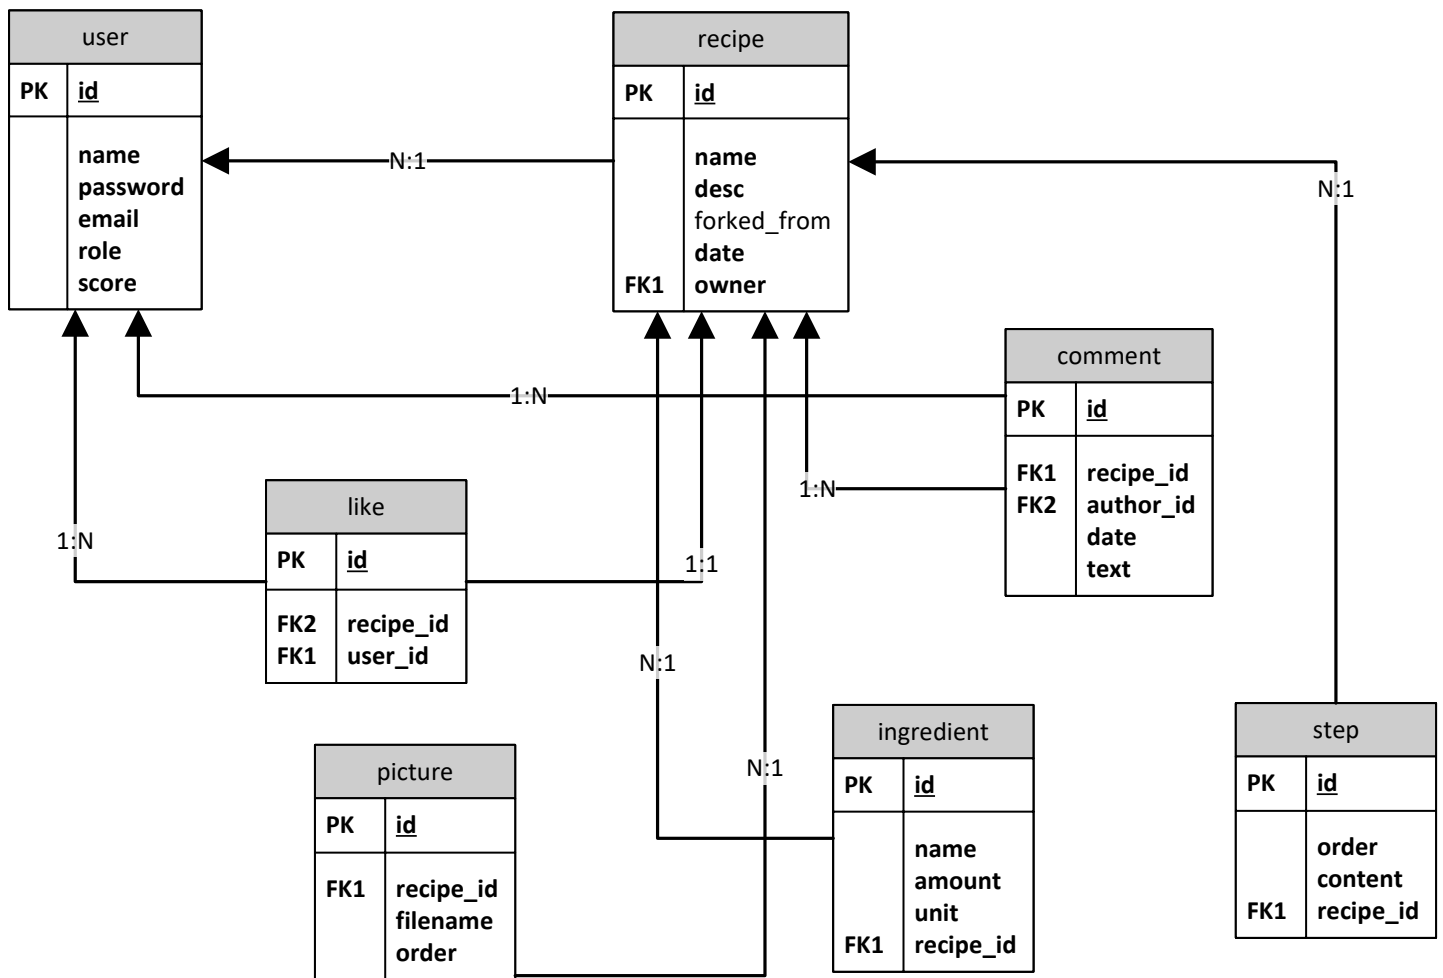 user
PK id
name
password
email
role
score
recipe
PK id
name
desc
forked_from
date
FK1 owner
N:1
N:1
comment
PK id
FK1 recipe_id
FK2 author_id
date
text
1:N
1:N
like
PK id
FK2 recipe_id
FK1 user_id
1:N
1:1
N:1
N:1
picture
PK id
FK1 recipe_id
filename
order
ingredient
PK id
name
amount
unit
FK1 recipe_id
step
PK id
order
content
FK1 recipe_id